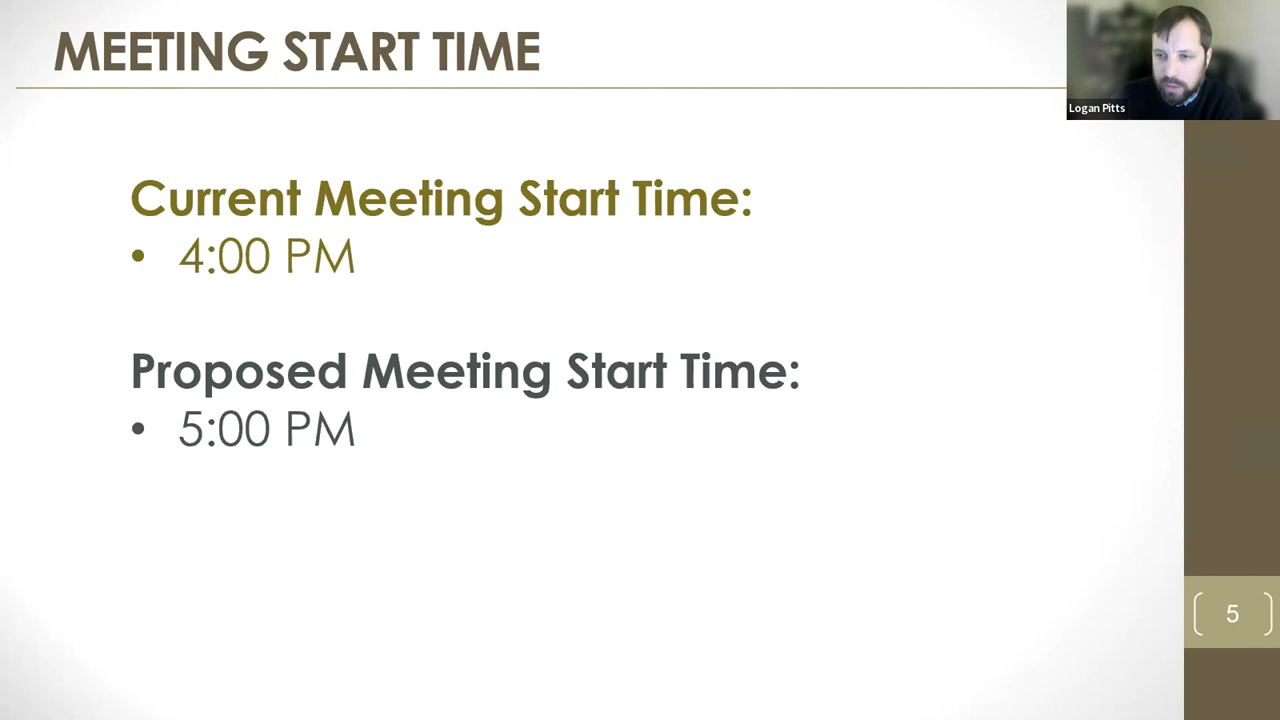 MEETING START TIME
Logan Pitts
Current Meeting Start Time:
• 4:00 PM
Proposed Meeting Start Time:
• 5:00 PM
5